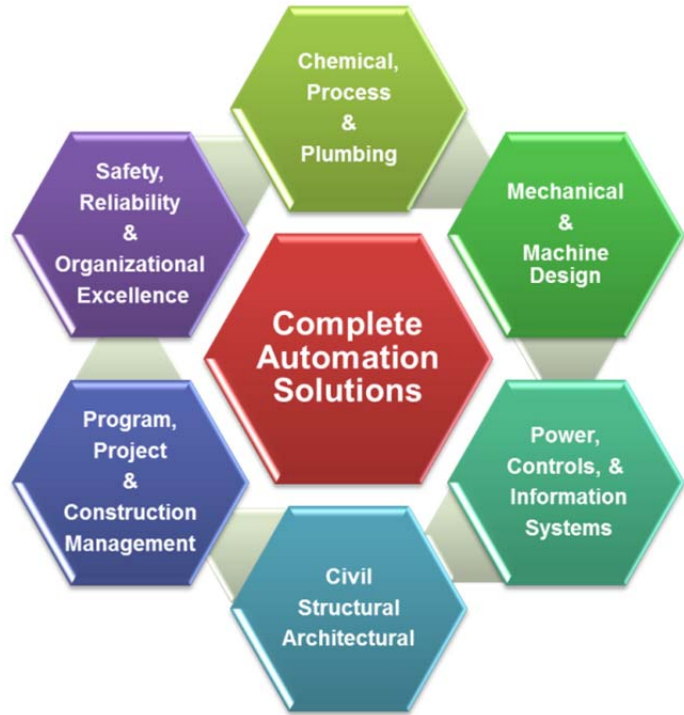 Chemical,
Process
&
Plumbing
Mechanical
&
Machine
Design
Power,
Controls, &
Information
Systems
Civil
Structural
Architectural
Program,
Project
&
Construction
Management
Safety,
Reliability
&
Organizational
Excellence
Complete
Automation
Solutions